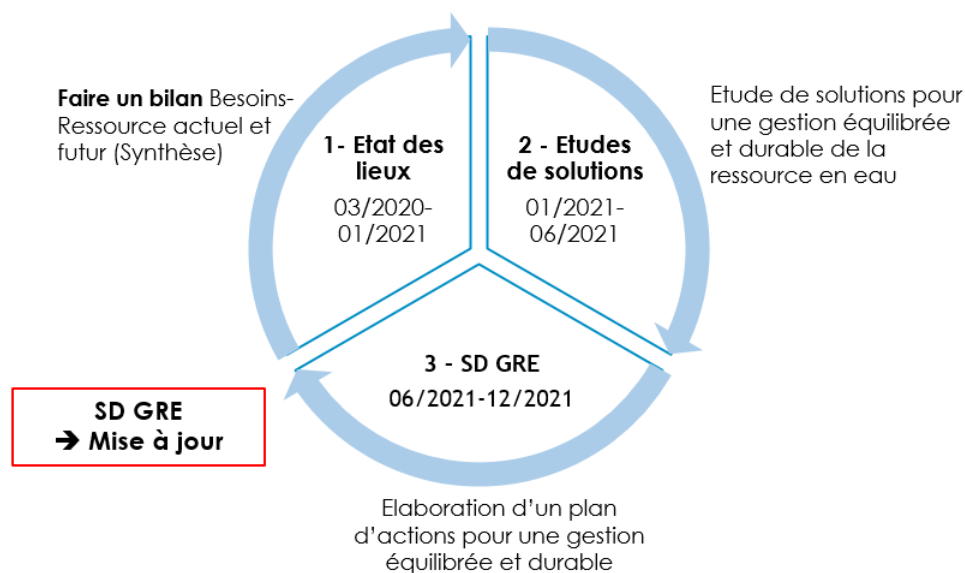 Faire un bilan Besoins-
Ressource actuel et
futur (Synthèse)
1- Etat des
lieux
03/2020-
01/2021
2 - Etudes
de solutions
01/2021-
06/2021
Etude de solutions pour
une gestion équilibrée
et durable de la
ressource en eau
3 - SD GRE
06/2021-12/2021
SD GRE
➔ Mise à jour
Elaboration d’un plan
d’actions pour une gestion
équilibrée et durable